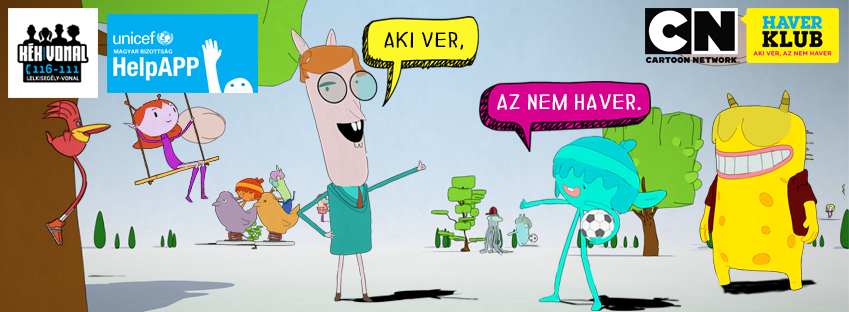 KÉK VONAL
116-111
LELKISEGÉLY-VONAL
unicef
MAGYAR BIZOTTSÁG
HelpAPP
AKI VER,
AZ NEM HAVER.
CN
CARTOON NETWORK
HAVER
KLUB
AKI VER, AZ NEM HAVER